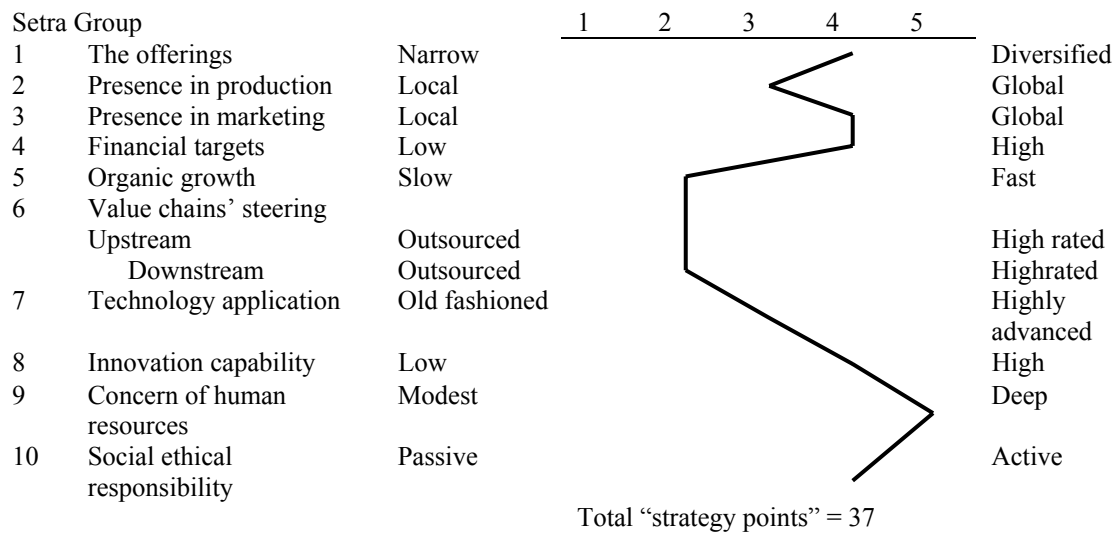 Setra Group 1 2 3 4 5
1 The offerings Narrow Diversified
2 Presence in production Local Global
3 Presence in marketing Local Global
4 Financial targets Low High
5 Organic growth Slow Fast
6 Value chains’ steering
Upstream Outsourced High rated
Downstream Outsourced Highrated
7 Technology application Old fashioned Highly
advanced
8 Innovation capability Low High
9 Concern of human Modest Deep
resources
10 Social ethical Passive Active
responsibility
Total “strategy points” = 37